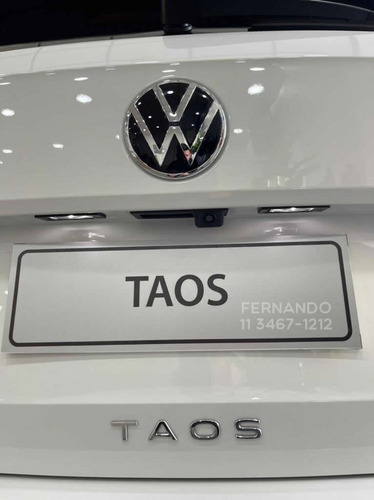 TAOS
FERNANDO
11 3467-1212
TAOS